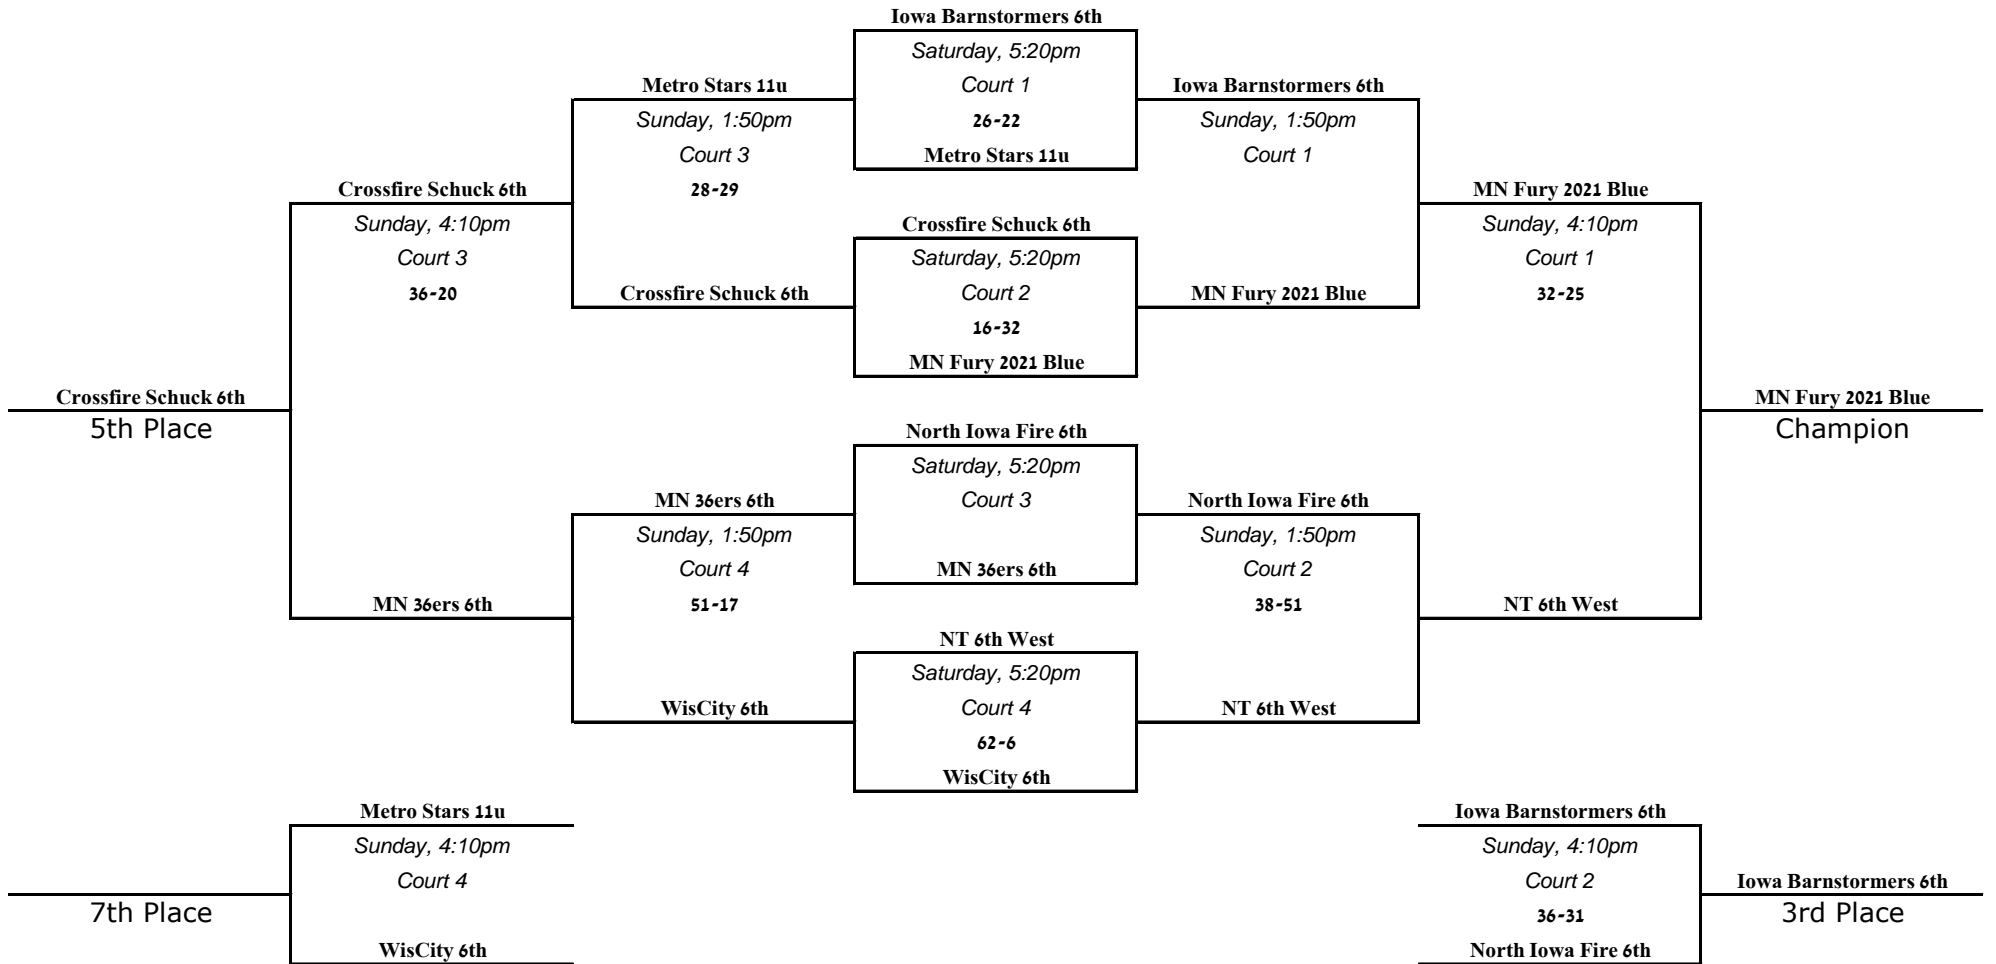 Iowa Barnstormers 6th
Saturday, 5:20pm
Metro Stars 11u
Court 1
Iowa Barnstormers 6th
Sunday, 1:50pm
26-22
Sunday, 1:50pm
Court 3
Metro Stars 11u
Court 1
Crossfire Schuck 6th
28-29
MN Fury 2021 Blue
Sunday, 4:10pm
Crossfire Schuck 6th
Sunday, 4:10pm
Court 3
Saturday, 5:20pm
Court 1
36-20
Crossfire Schuck 6th
Court 2
MN Fury 2021 Blue
32-25
16-32
MN Fury 2021 Blue
Crossfire Schuck 6th
MN Fury 2021 Blue
5th Place
North Iowa Fire 6th
Champion
Saturday, 5:20pm
MN 36ers 6th
Court 3
North Iowa Fire 6th
Sunday, 1:50pm
Sunday, 1:50pm
Court 4
MN 36ers 6th
Court 2
MN 36ers 6th
51-17
38-51
NT 6th West
NT 6th West
Saturday, 5:20pm
WisCity 6th
Court 4
NT 6th West
62-6
WisCity 6th
Metro Stars 11u
Iowa Barnstormers 6th
Sunday, 4:10pm
Sunday, 4:10pm
Court 4
Court 2
Iowa Barnstormers 6th
7th Place
36-31
3rd Place
WisCity 6th
North Iowa Fire 6th